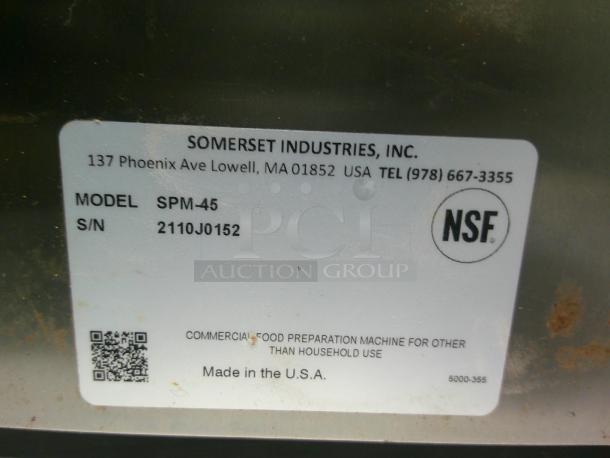 SOMERSET INDUSTRIES, INC.
137 Phoenix Ave Lowell, MA 01852 USA TEL (978) 667-3355
MODEL SPM-45
S/N 2110J0152
NSF
PCI
AUCTION GROUP
COMMERCIAL FOOD PREPARATION MACHINE FOR OTHER
THAN HOUSEHOLD USE
Made in the U.S.A.
5000-355